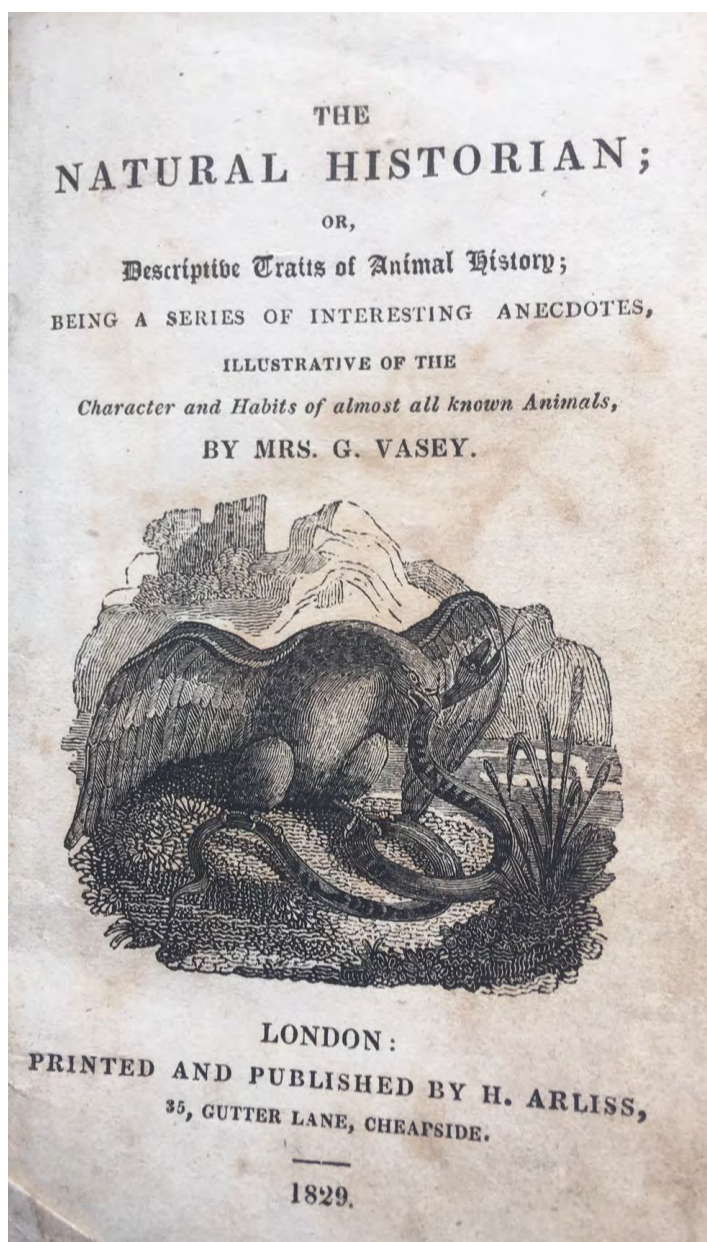 THE
NATURAL HISTORIAN;
OR,
Descriptive Traits of Animal History;
BEING A SERIES OF INTERESTING ANECDOTES,
ILLUSTRATIVE OF THE
Character and Habits of almost all known Animals,
BY MRS. G. VASEY.
LONDON:
PRINTED AND PUBLISHED BY H. ARLISS,
35, GUTTER LANE, CHEAPSIDE.
1829.